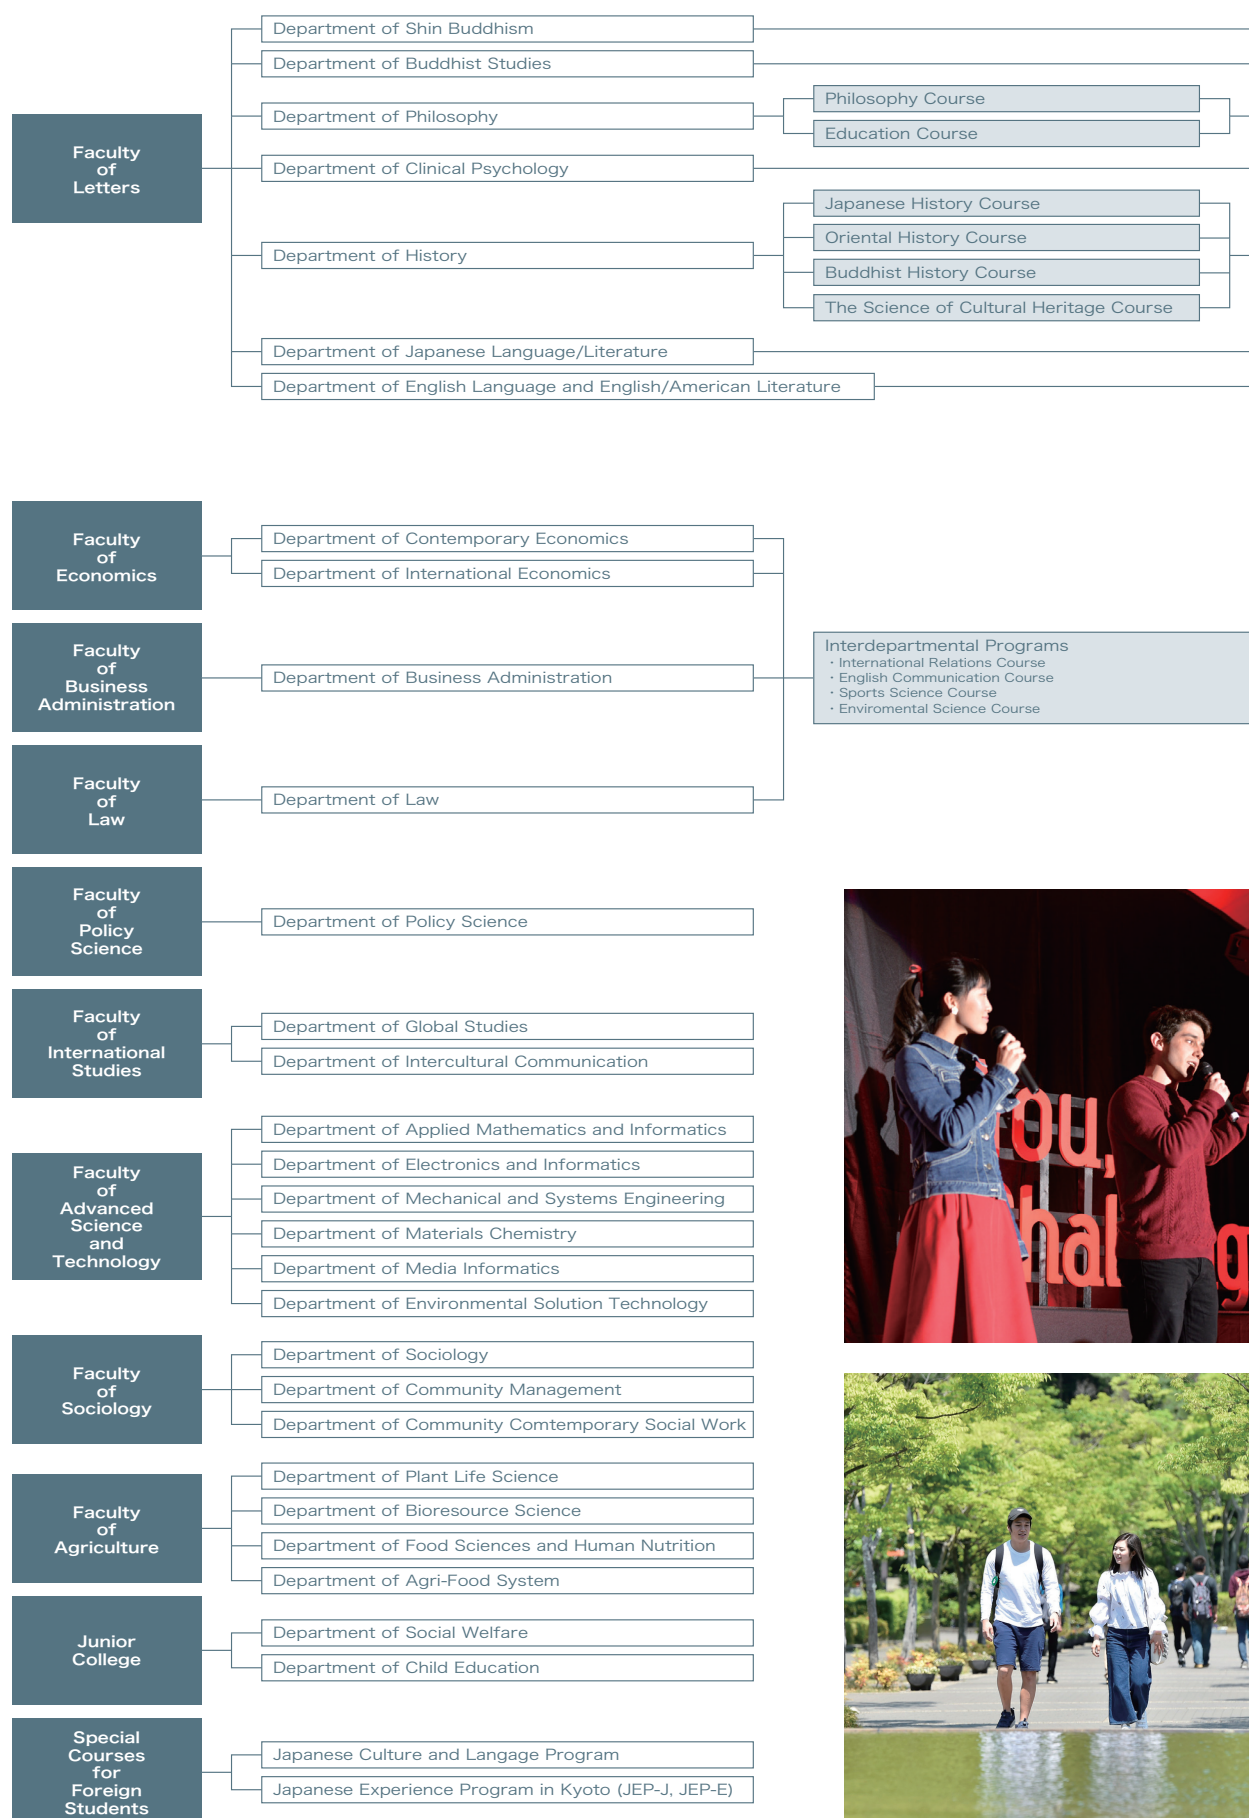 Faculty
of
Letters
Department of Shin Buddhism
Department of Buddhist Studies
Department of Philosophy
Philosophy Course
Education Course
Department of Clinical Psychology
Department of History
Japanese History Course
Oriental History Course
Buddhist History Course
The Science of Cultural Heritage Course
Department of Japanese Language/Literature
Department of English Language and English/American Literature
Faculty
of
Economics
Department of Contemporary Economics
Department of International Economics
Faculty
of
Business
Administration
Department of Business Administration
Interdepartmental Programs
・International Relations Course
・English Communication Course
・Sports Science Course
・Enviromental Science Course
Faculty
of
Law
Department of Law
Faculty
of
Policy
Science
Department of Policy Science
Faculty
of
International
Studies
Department of Global Studies
Department of Intercultural Communication
Faculty
of
Advanced
Science
and
Technology
Department of Applied Mathematics and Informatics
Department of Electronics and Informatics
Department of Mechanical and Systems Engineering
Department of Materials Chemistry
Department of Media Informatics
Department of Environmental Solution Technology
Faculty
of
Sociology
Department of Sociology
Department of Community Management
Department of Community Comtemporary Social Work
Faculty
of
Agriculture
Department of Plant Life Science
Department of Bioresource Science
Department of Food Sciences and Human Nutrition
Department of Agri-Food System
Junior
College
Department of Social Welfare
Department of Child Education
Special
Courses
for
Foreign
Students
Japanese Culture and Langage Program
Japanese Experience Program in Kyoto (JEP-J, JEP-E)